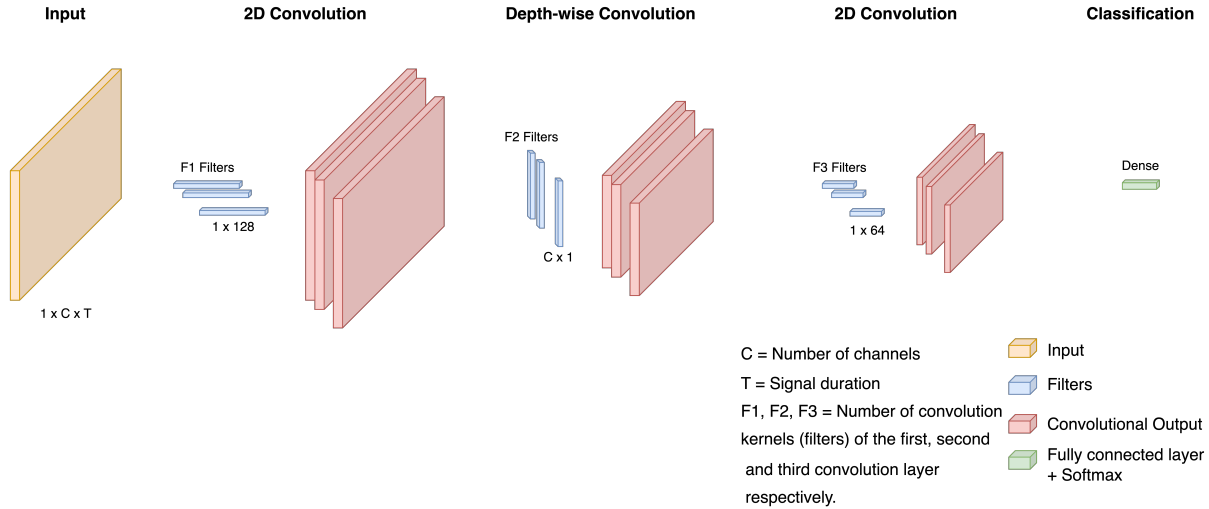 Input
2D Convolution
Depth-wise Convolution
2D Convolution
Classification
F1 Filters
1 x 128
1 x C x T
F2 Filters
C x 1
F3 Filters
1 x 64
Dense
C = Number of channels
T = Signal duration
F1, F2, F3 = Number of convolution
kernels (filters) of the first, second
and third convolution layer
respectively.
Input
Filters
Convolutional Output
Fully connected layer
+ Softmax